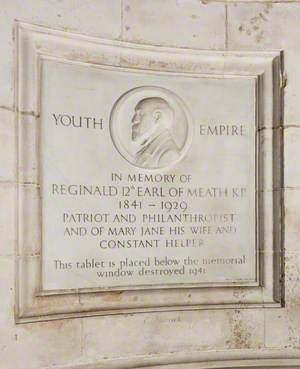 YOUTH EMPIRE
IN MEMORY OF
REGINALD 12TH EARL OF MEATH K.P.
1841 – 1929
PATRIOT AND PHILANTHROPIST
AND OF MARY JANE HIS WIFE AND
CONSTANT HELPER
This tablet is placed below the memorial
window destroyed 1941